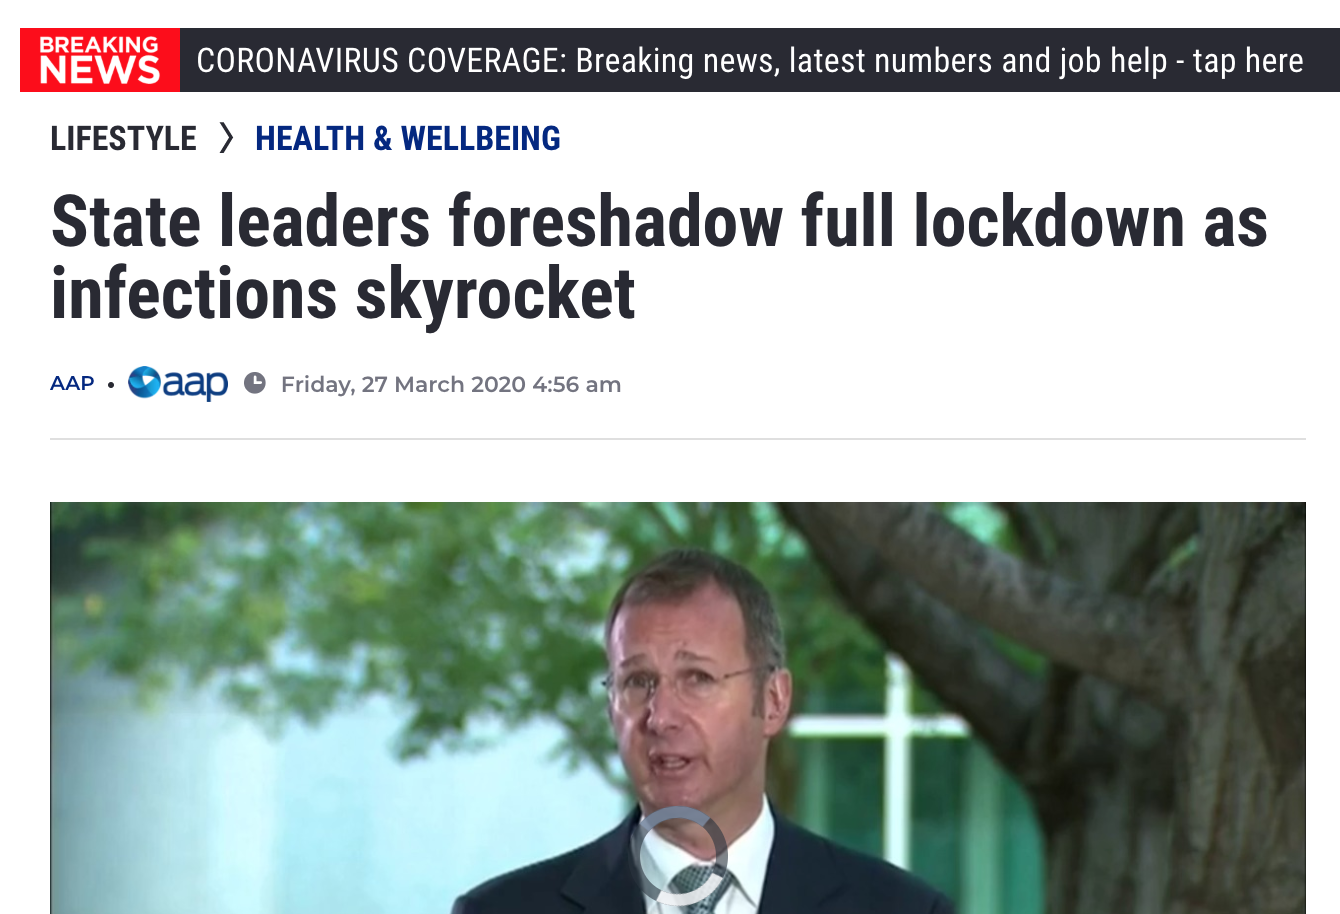 BREAKING
NEWS
CORONAVIRUS COVERAGE: Breaking news, latest numbers and job help - tap here
LIFESTYLE 〉 HEALTH & WELLBEING
State leaders foreshadow full lockdown as
infections skyrocket
AAP • aap Friday, 27 March 2020 4:56 am